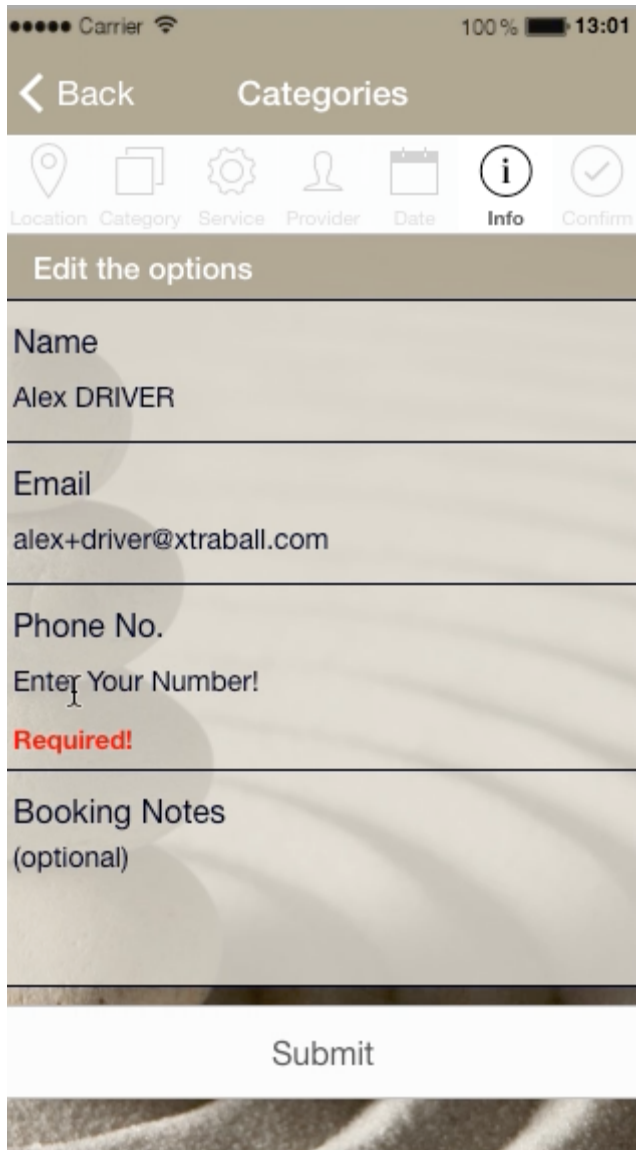 Carrier 100 % 13:01
Back Categories
Location Category Service Provider Date Info Confirm
Edit the options
Name
Alex DRIVER
Email
alex+driver@xtraball.com
Phone No.
Enter Your Number!
Required!
Booking Notes
(optional)
Submit